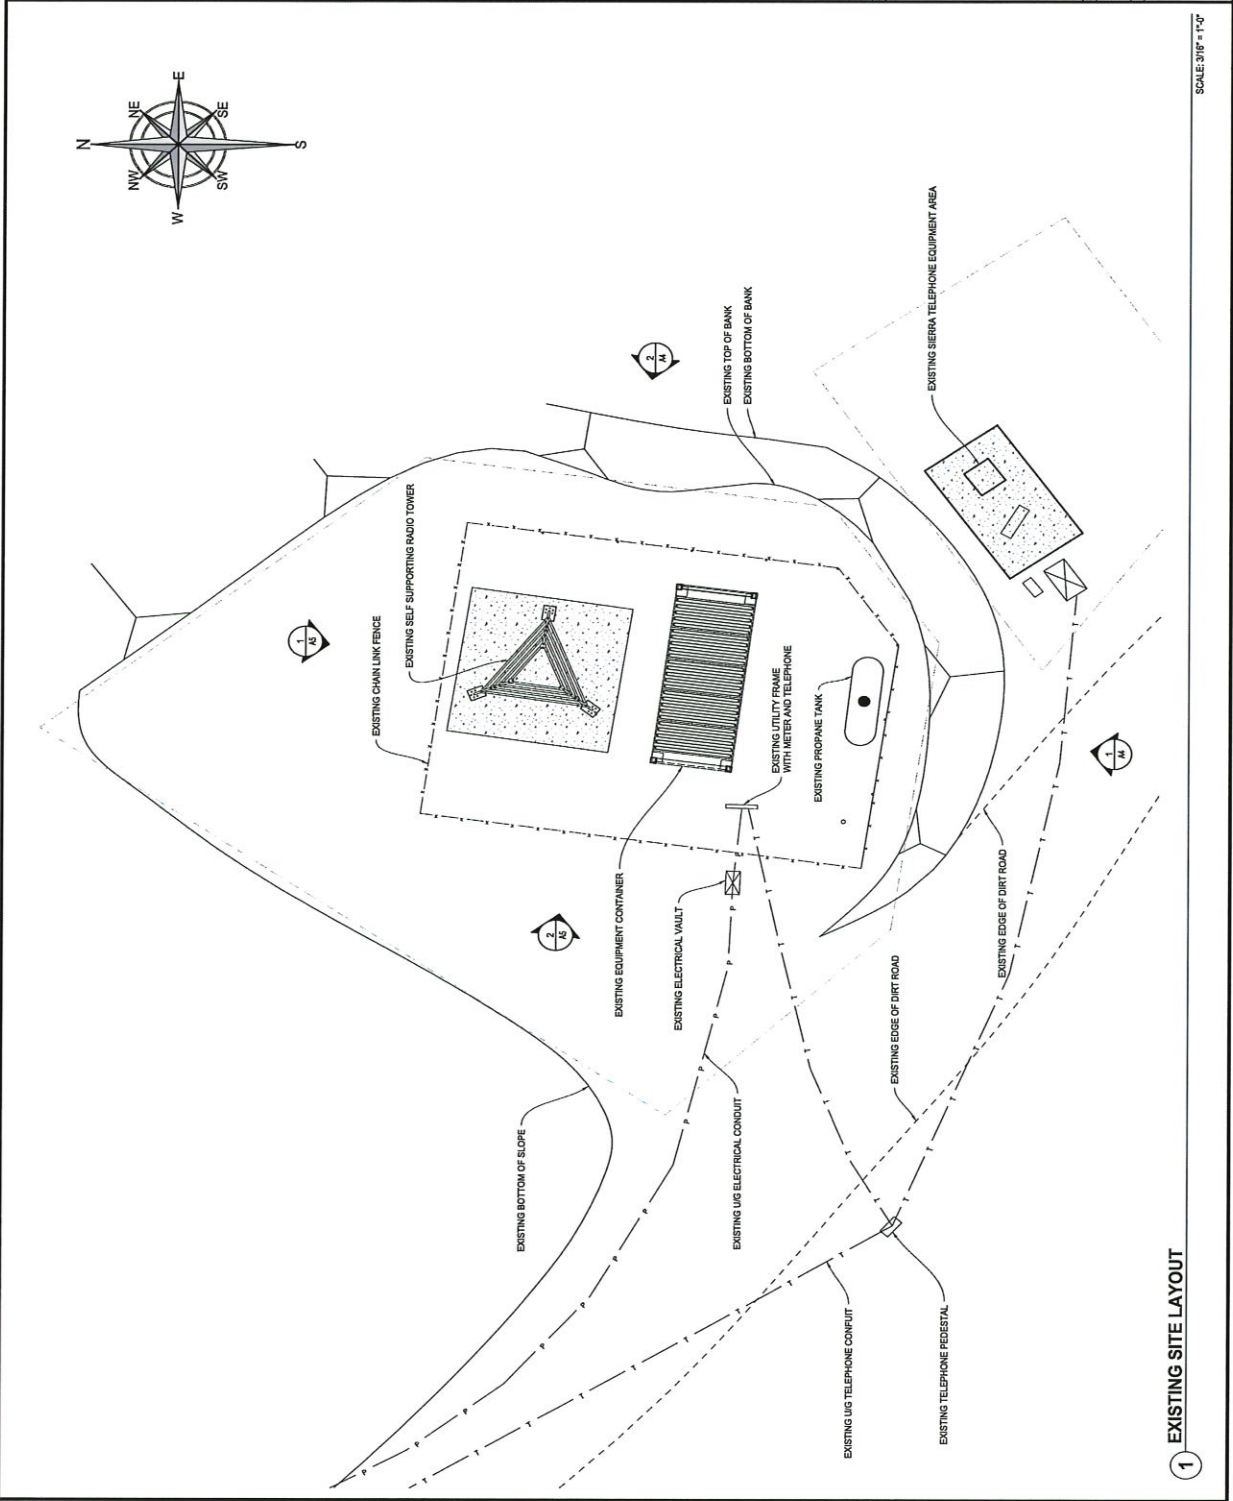 N
NE
E
SE
S
SW
W
NW
EXISTING CHAIN LINK FENCE
EXISTING SELF SUPPORTING RADIO TOWER
EXISTING TOP OF BANK
EXISTING BOTTOM OF BANK
EXISTING SIERRA TELEPHONE EQUIPMENT AREA
1
A5
2
A4
2
A5
1
A4
EXISTING EQUIPMENT CONTAINER
EXISTING ELECTRICAL VAULT
EXISTING UTILITY FRAME
WITH METER AND TELEPHONE
EXISTING PROPANE TANK
EXISTING BOTTOM OF SLOPE
EXISTING U/G ELECTRICAL CONDUIT
EXISTING EDGE OF DIRT ROAD
EXISTING EDGE OF DIRT ROAD
EXISTING U/G TELEPHONE CONFUIT
EXISTING TELEPHONE PEDESTAL
1
EXISTING SITE LAYOUT
SCALE: 3/16" = 1'-0"